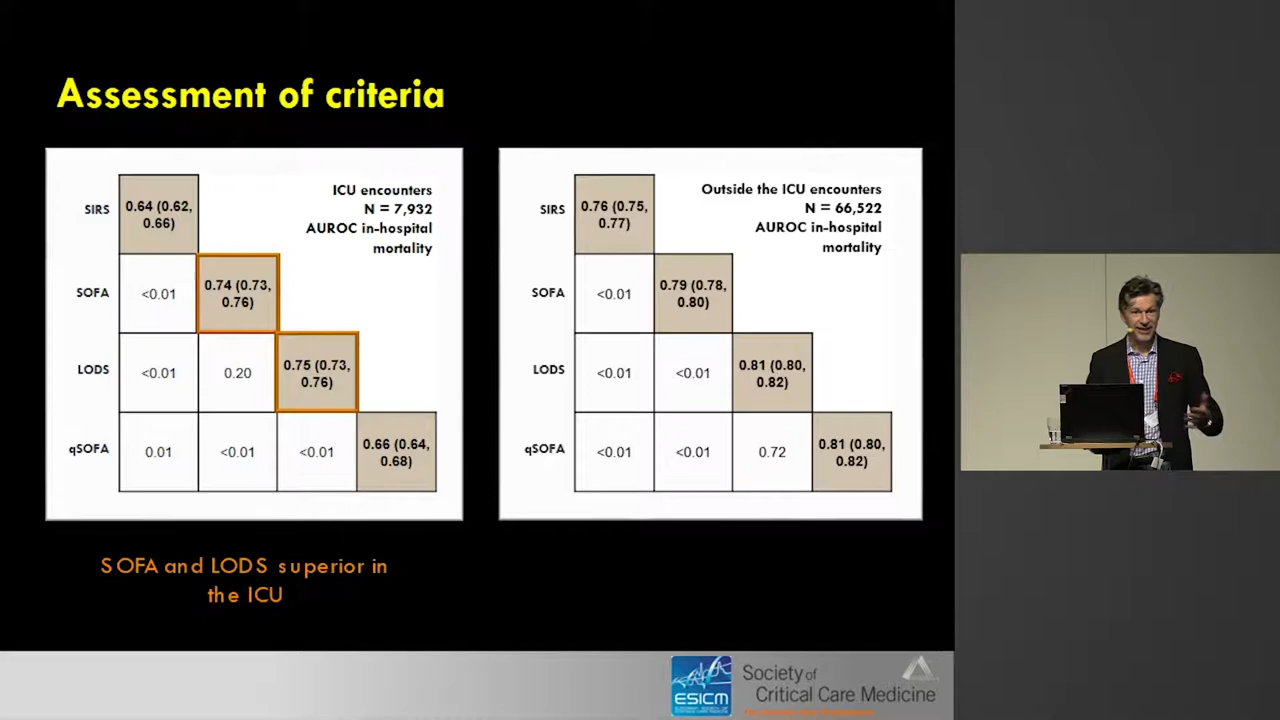 Assessment of criteria
ICU encounters
N = 7,932
AUROC in-hospital
mortality
SIRS
0.64 (0.62,
0.66)
SOFA
<0.01
0.74 (0.73,
0.76)
LODS
<0.01
0.20
0.75 (0.73,
0.76)
qSOFA
0.01
<0.01
<0.01
0.66 (0.64,
0.68)
Outside the ICU encounters
N = 66,522
AUROC in-hospital
mortality
SIRS
0.76 (0.75,
0.77)
SOFA
<0.01
0.79 (0.78,
0.80)
LODS
<0.01
<0.01
0.81 (0.80,
0.82)
qSOFA
<0.01
<0.01
0.72
0.81 (0.80,
0.82)
SOFA and LODS superior in
the ICU
ESICM
Society of
Critical Care Medicine